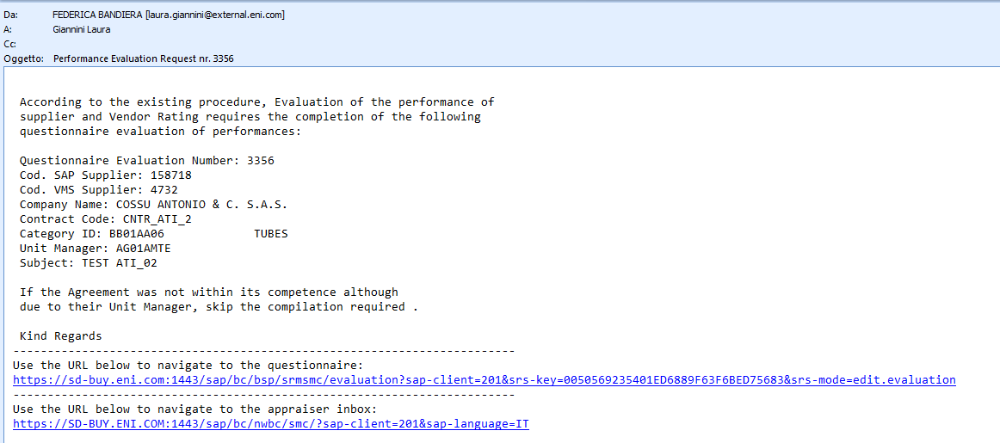 Da: FEDERICA BANDIERA [laura.giannini@external.eni.com]
A: Giannini Laura
Cc:
Oggetto: Performance Evaluation Request nr. 3356
According to the existing procedure, Evaluation of the performance of
supplier and Vendor Rating requires the completion of the following
questionnaire evaluation of performances:
Questionnaire Evaluation Number: 3356
Cod. SAP Supplier: 158718
Cod. VMS Supplier: 4732
Company Name: COSSU ANTONIO & C. S.A.S.
Contract Code: CNTR_ATI_2
Category ID: BB01AA06 TUBES
Unit Manager: AG01AMTE
Subject: TEST ATI_02
If the Agreement was not within its competence although
due to their Unit Manager, skip the compilation required .
Kind Regards
-------------------------------------------------------------------------
Use the URL below to navigate to the questionnaire:
https://sd-buy.eni.com:1443/sap/bc/bsp/srmsmc/evaluation?sap-client=201&srs-key=0050569235401ED6889F63F6BED75683&srs-mode=edit.evaluation
-------------------------------------------------------------------------
Use the URL below to navigate to the appraiser inbox:
https://SD-BUY.ENI.COM:1443/sap/bc/nwbc/smc/?sap-client=201&sap-language=IT